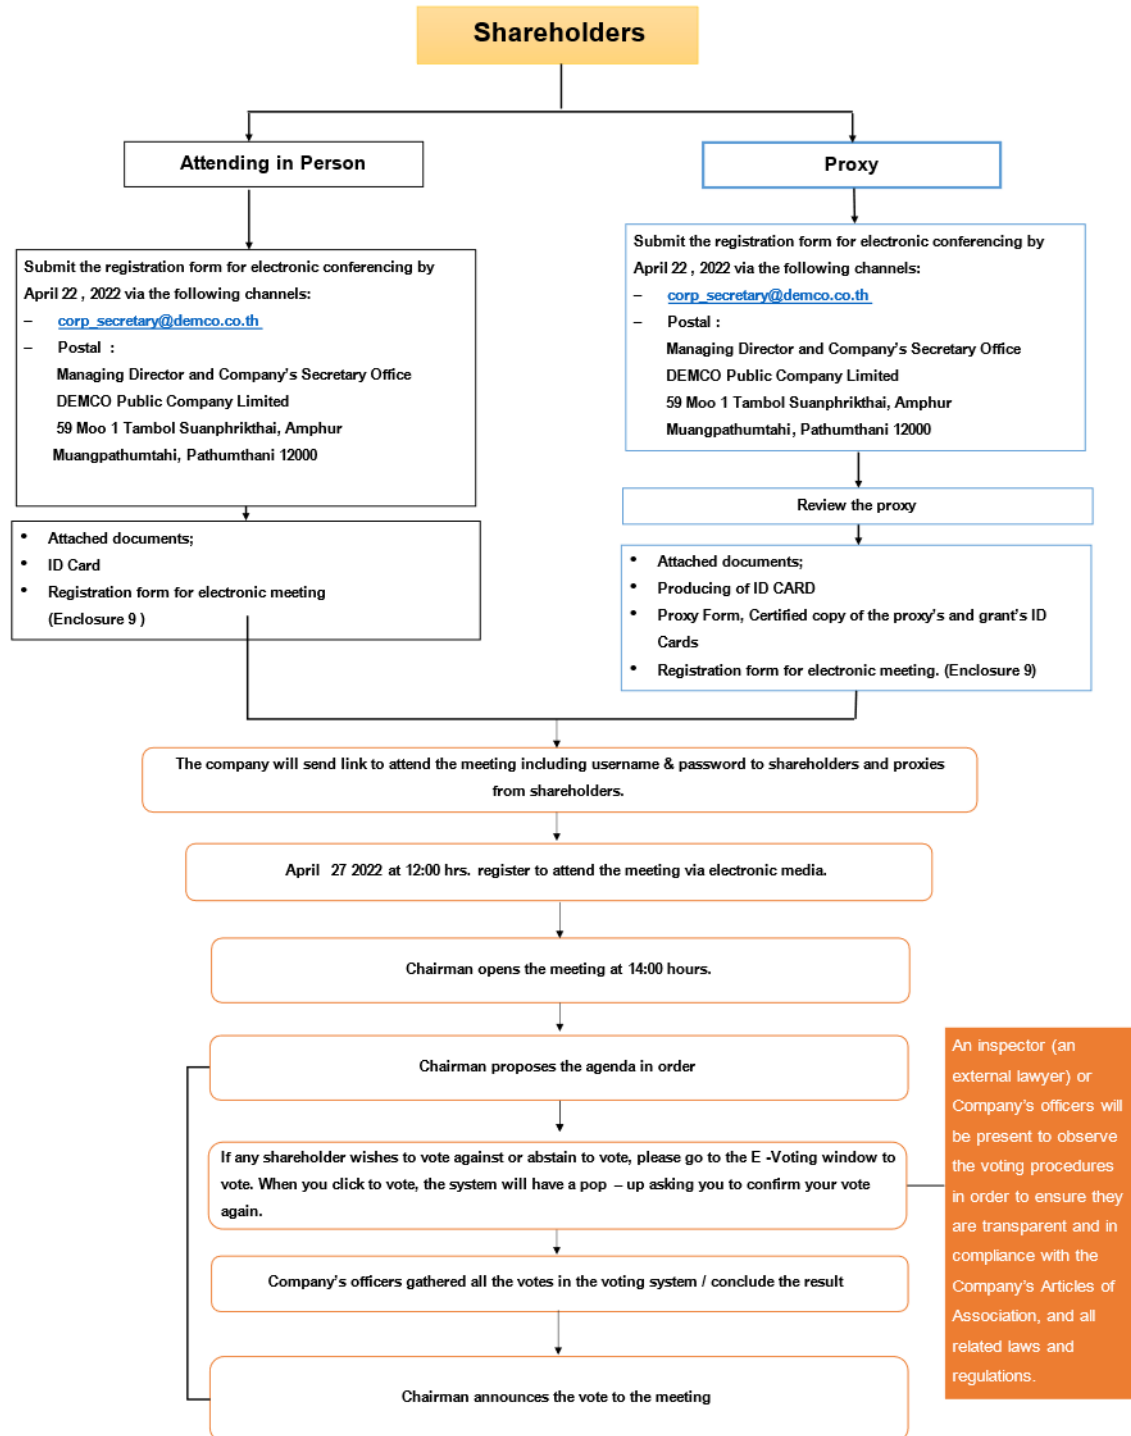 Shareholders
Attending in Person
Submit the registration form for electronic conferencing by
April 22 , 2022 via the following channels:
– corp_secretary@demco.co.th
– Postal :
Managing Director and Company's Secretary Office
DEMCO Public Company Limited
59 Moo 1 Tambol Suanphrikthai, Amphur
Muangpathumtahi, Pathumthani 12000
• Attached documents;
• ID Card
• Registration form for electronic meeting
(Enclosure 9 )
Proxy
Submit the registration form for electronic conferencing by
April 22 , 2022 via the following channels:
– corp_secretary@demco.co.th
– Postal :
Managing Director and Company's Secretary Office
DEMCO Public Company Limited
59 Moo 1 Tambol Suanphrikthai, Amphur
Muangpathumtahi, Pathumthani 12000
Review the proxy
• Attached documents;
• Producing of ID CARD
• Proxy Form, Certified copy of the proxy's and grant's ID
Cards
• Registration form for electronic meeting. (Enclosure 9)
The company will send link to attend the meeting including username & password to shareholders and proxies
from shareholders.
April 27 2022 at 12:00 hrs. register to attend the meeting via electronic media.
Chairman opens the meeting at 14:00 hours.
Chairman proposes the agenda in order
If any shareholder wishes to vote against or abstain to vote, please go to the E -Voting window to
vote. When you click to vote, the system will have a pop – up asking you to confirm your vote
again.
Company's officers gathered all the votes in the voting system / conclude the result
Chairman announces the vote to the meeting
An inspector (an
external lawyer) or
Company's officers will
be present to observe
the voting procedures
in order to ensure they
are transparent and in
compliance with the
Company's Articles of
Association, and all
related laws and
regulations.